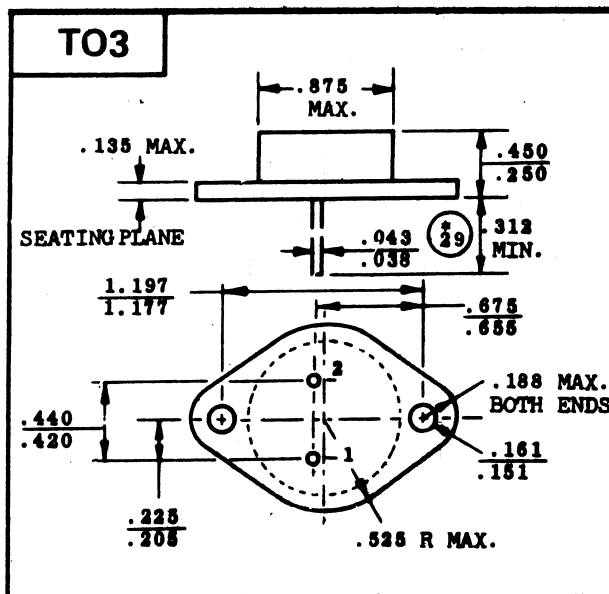 TO3
.875
MAX.
.135 MAX.
.450
.250
SEATING PLANE
.043
.038
*
29
.312
MIN.
1.197
1.177
.675
.655
2
.188 MAX.
BOTH ENDS
.440
.420
1
.161
.151
.225
.205
.525 R MAX.